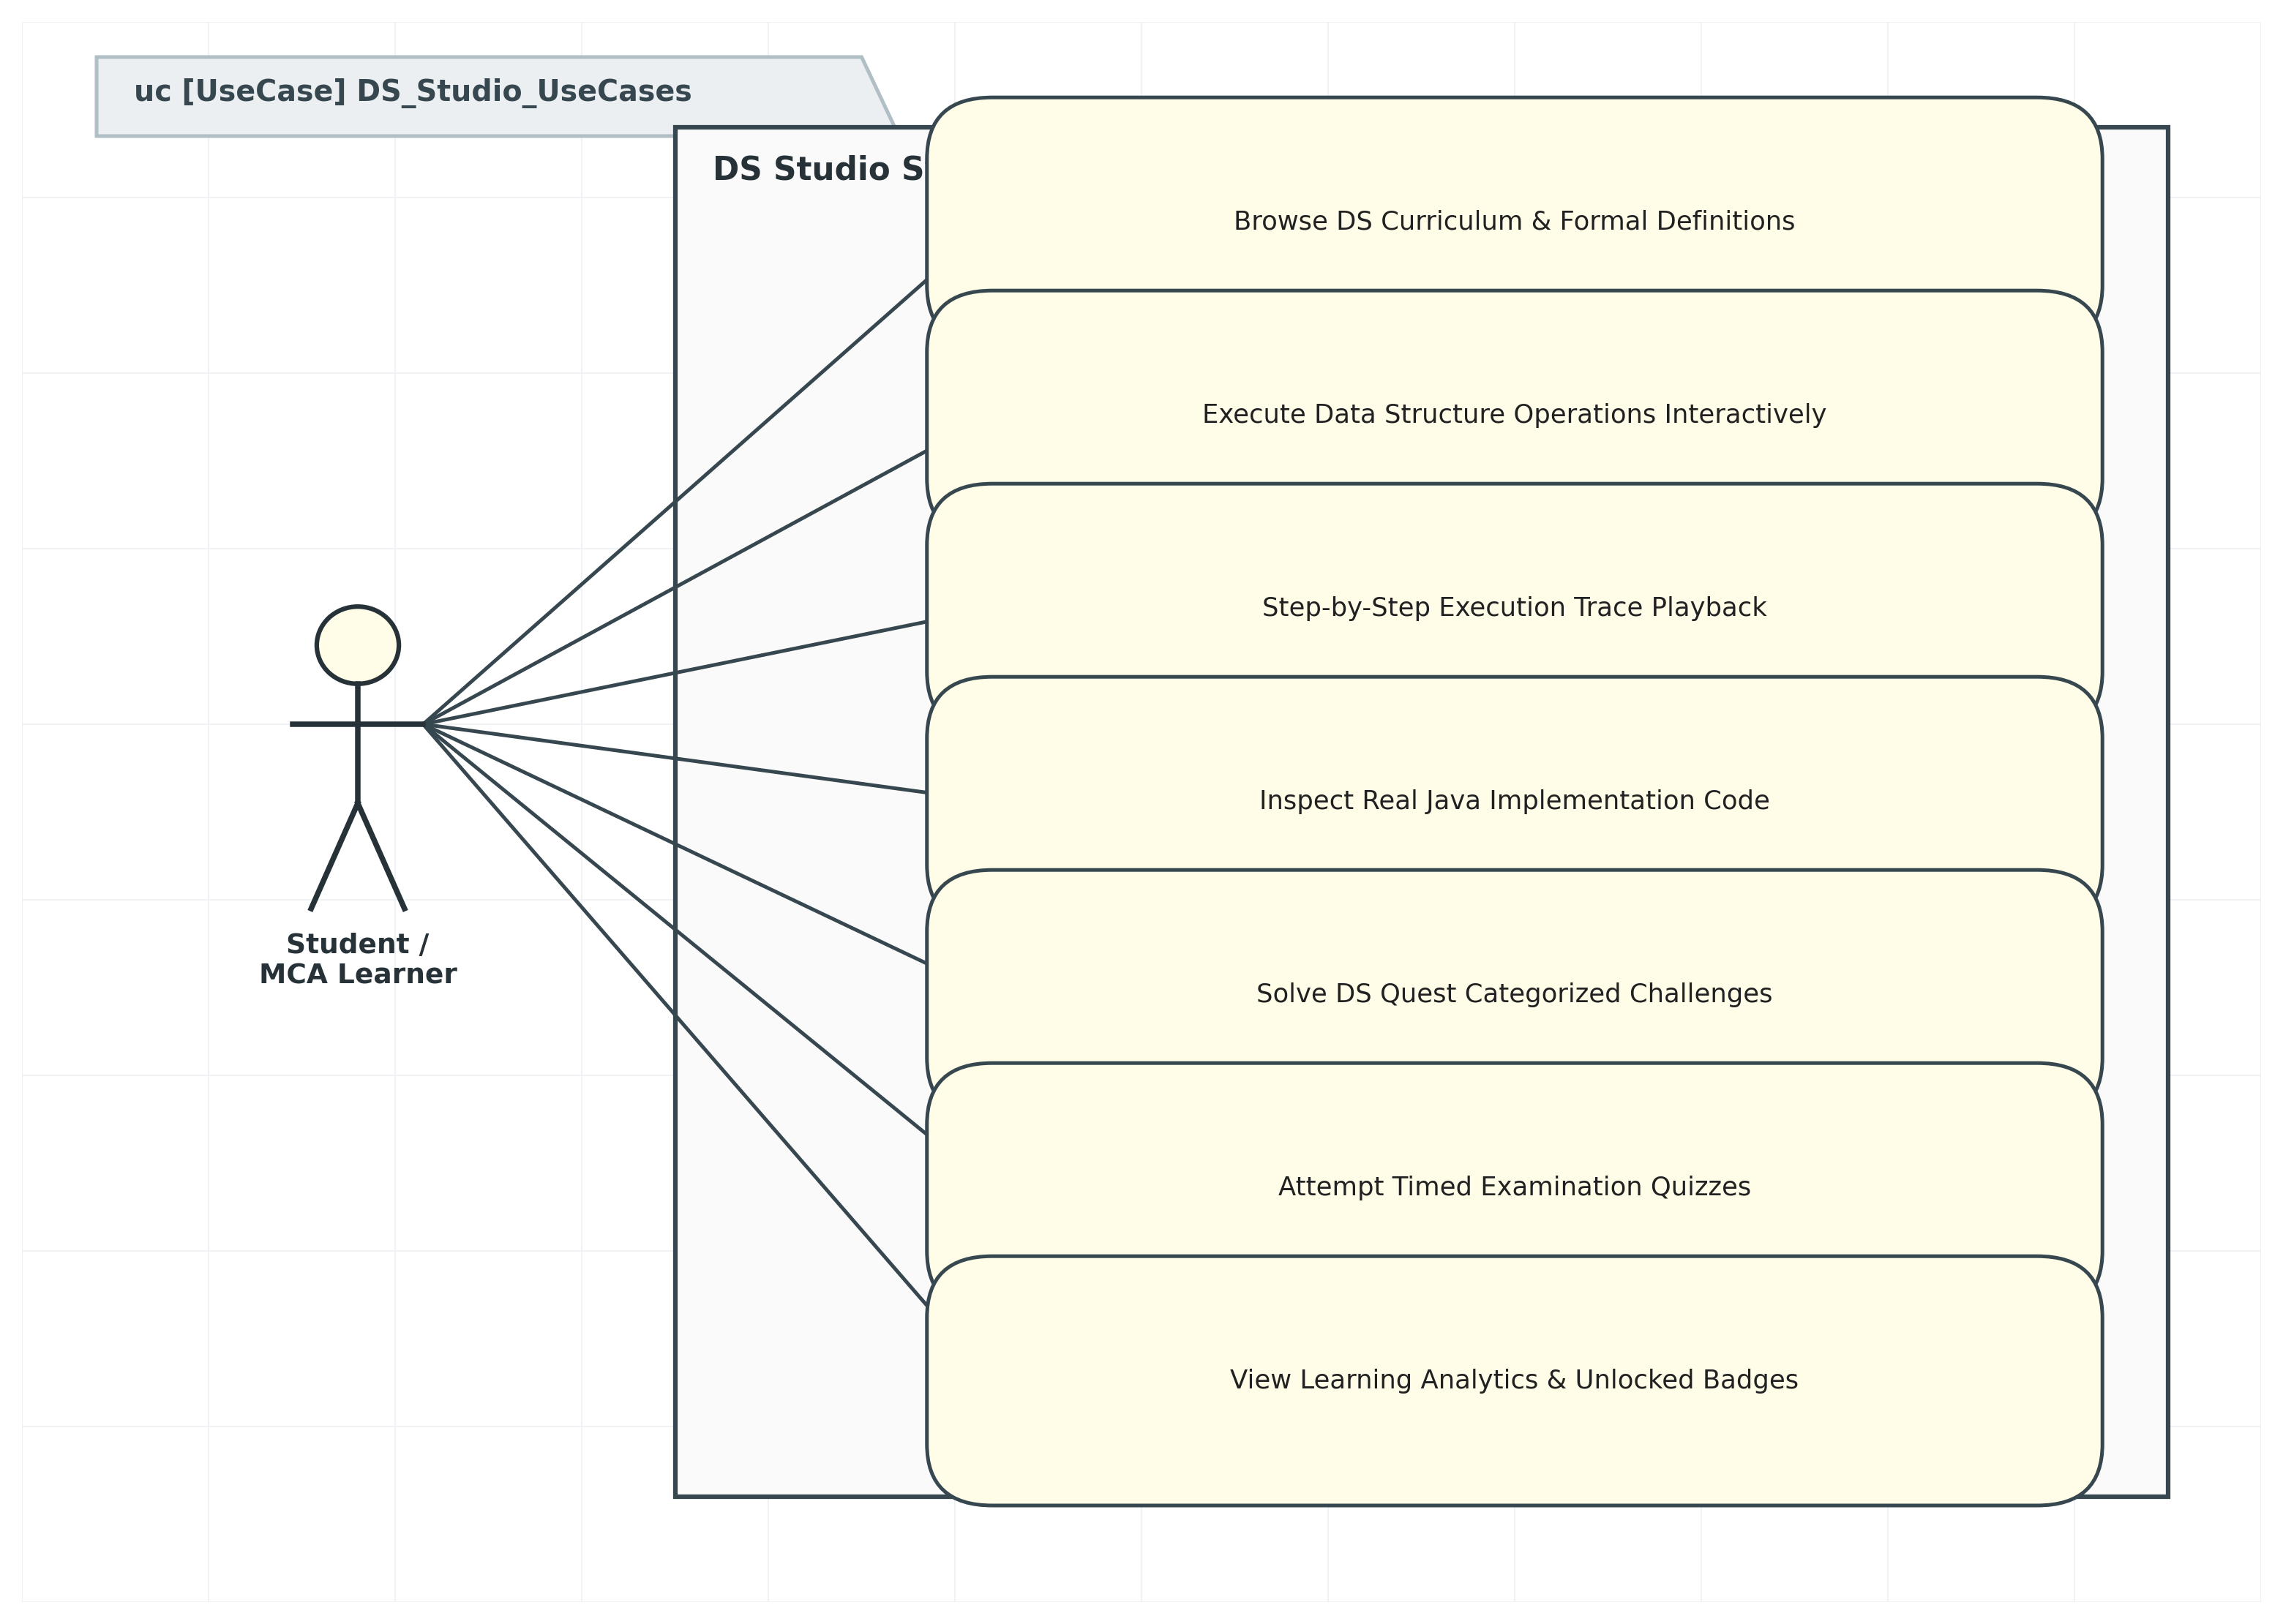 uc [UseCase] DS_Studio_UseCases
DS Studio S
Browse DS Curriculum & Formal Definitions
Execute Data Structure Operations Interactively
Step-by-Step Execution Trace Playback
Inspect Real Java Implementation Code
Solve DS Quest Categorized Challenges
Attempt Timed Examination Quizzes
View Learning Analytics & Unlocked Badges
Student /
MCA Learner